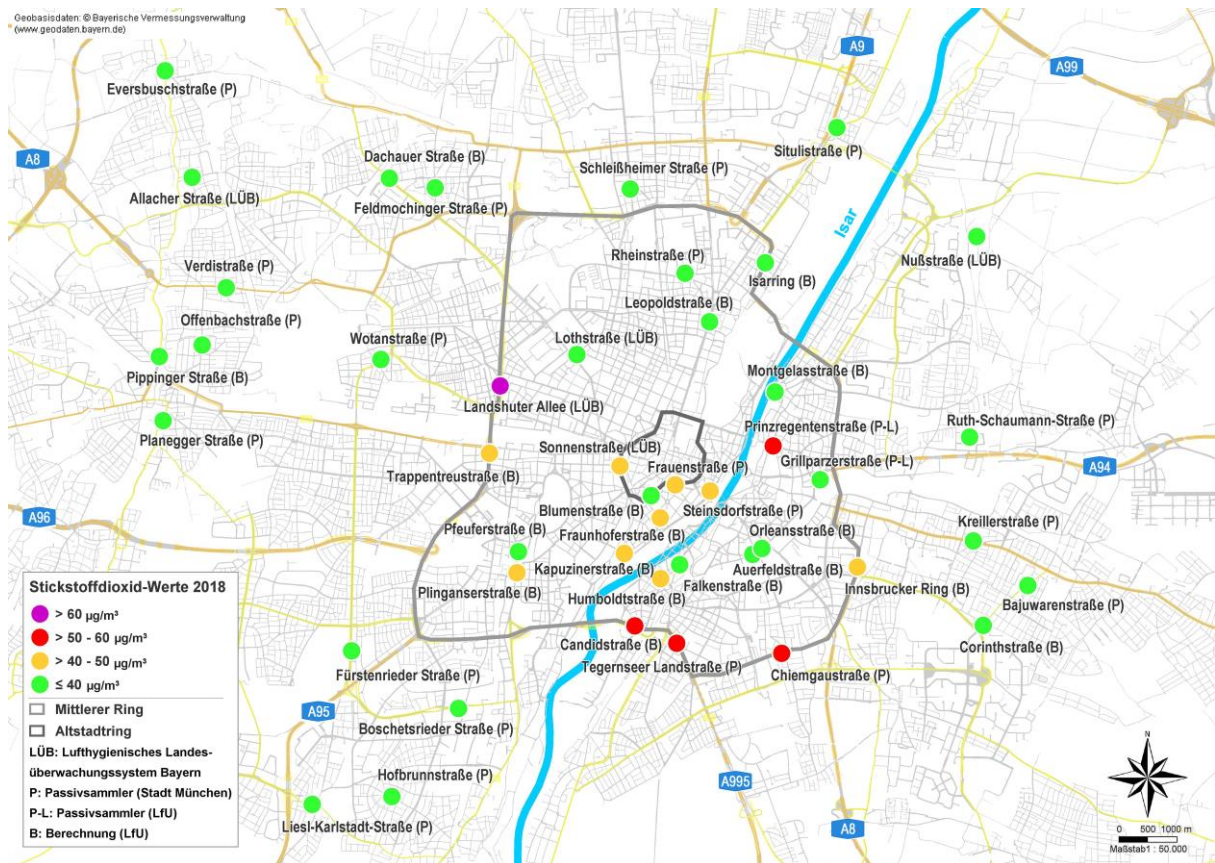 Geobasisdaten: © Bayerische Vermessungsverwaltung
(www.geodaten.bayern.de)
A9
A99
Eversbuschstraße (P)
Situlistraße (P)
A8
Dachauer Straße (B)
Schleißheimer Straße (P)
Allacher Straße (LÜB)
Feldmochinger Straße (P)
Isar
Nußstraße (LÜB)
Verdistraße (P)
Rheinstraße (P)
Isarring (B)
Leopoldstraße (B)
Offenbachstraße (P)
Wotanstraße (P)
Lothstraße (LÜB)
Pippinger Straße (B)
Montgelasstraße (B)
Landshuter Allee (LÜB)
Planegger Straße (P)
Prinzregentenstraße (P-L)
Ruth-Schaumann-Straße (P)
Sonnenstraße (LÜB)
Grillparzerstraße (P-L)
A94
Trappentreustraße (B)
Frauenstraße (P)
Blumenstraße (B)
Steinsdorfstraße (P)
A96
Pfeuferstraße (B)
Fraunhoferstraße (B)
Orleansstraße (B)
Kreillerstraße (P)
Kapuzinerstraße (B)
Auerfeldstraße (B)
Plinganserstraße (B)
Humboldtstraße (B)
Falkenstraße (B)
Innsbrucker Ring (B)
Bajuwarenstraße (P)
Candidstraße (B)
Corinthstraße (B)
Tegernseer Landstraße (P)
Chiemgaustraße (P)
Fürstenrieder Straße (P)
A95
Boschetsrieder Straße (P)
Hofbrunnstraße (P)
Liesl-Karlstadt-Straße (P)
A995
A8
Stickstoffdioxid-Werte 2018
> 60 µg/m³
> 50 - 60 µg/m³
> 40 - 50 µg/m³
≤ 40 µg/m³
Mittlerer Ring
Altstadtring
LÜB: Lufthygienisches Landes-
überwachungssystem Bayern
P: Passivsammler (Stadt München)
P-L: Passivsammler (LfU)
B: Berechnung (LfU)
N
0 500 1000 m
Maßstab1 : 50.000